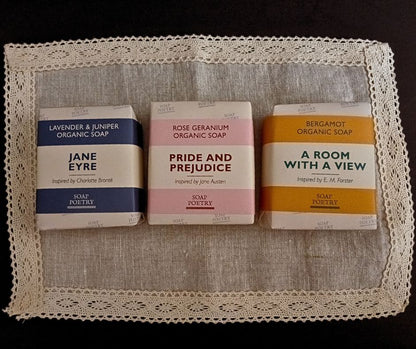 LAVENDER & JUNIPER
ORGANIC SOAP
JANE
EYRE
Inspired by Charlotte Brontë
SOAP
POETRY
ROSE GERANIUM
ORGANIC SOAP
PRIDE AND
PREJUDICE
Inspired by Jane Austen
SOAP
POETRY
BERGAMOT
ORGANIC SOAP
A ROOM
WITH A VIEW
Inspired by E. M. Forster
SOAP
POETRY